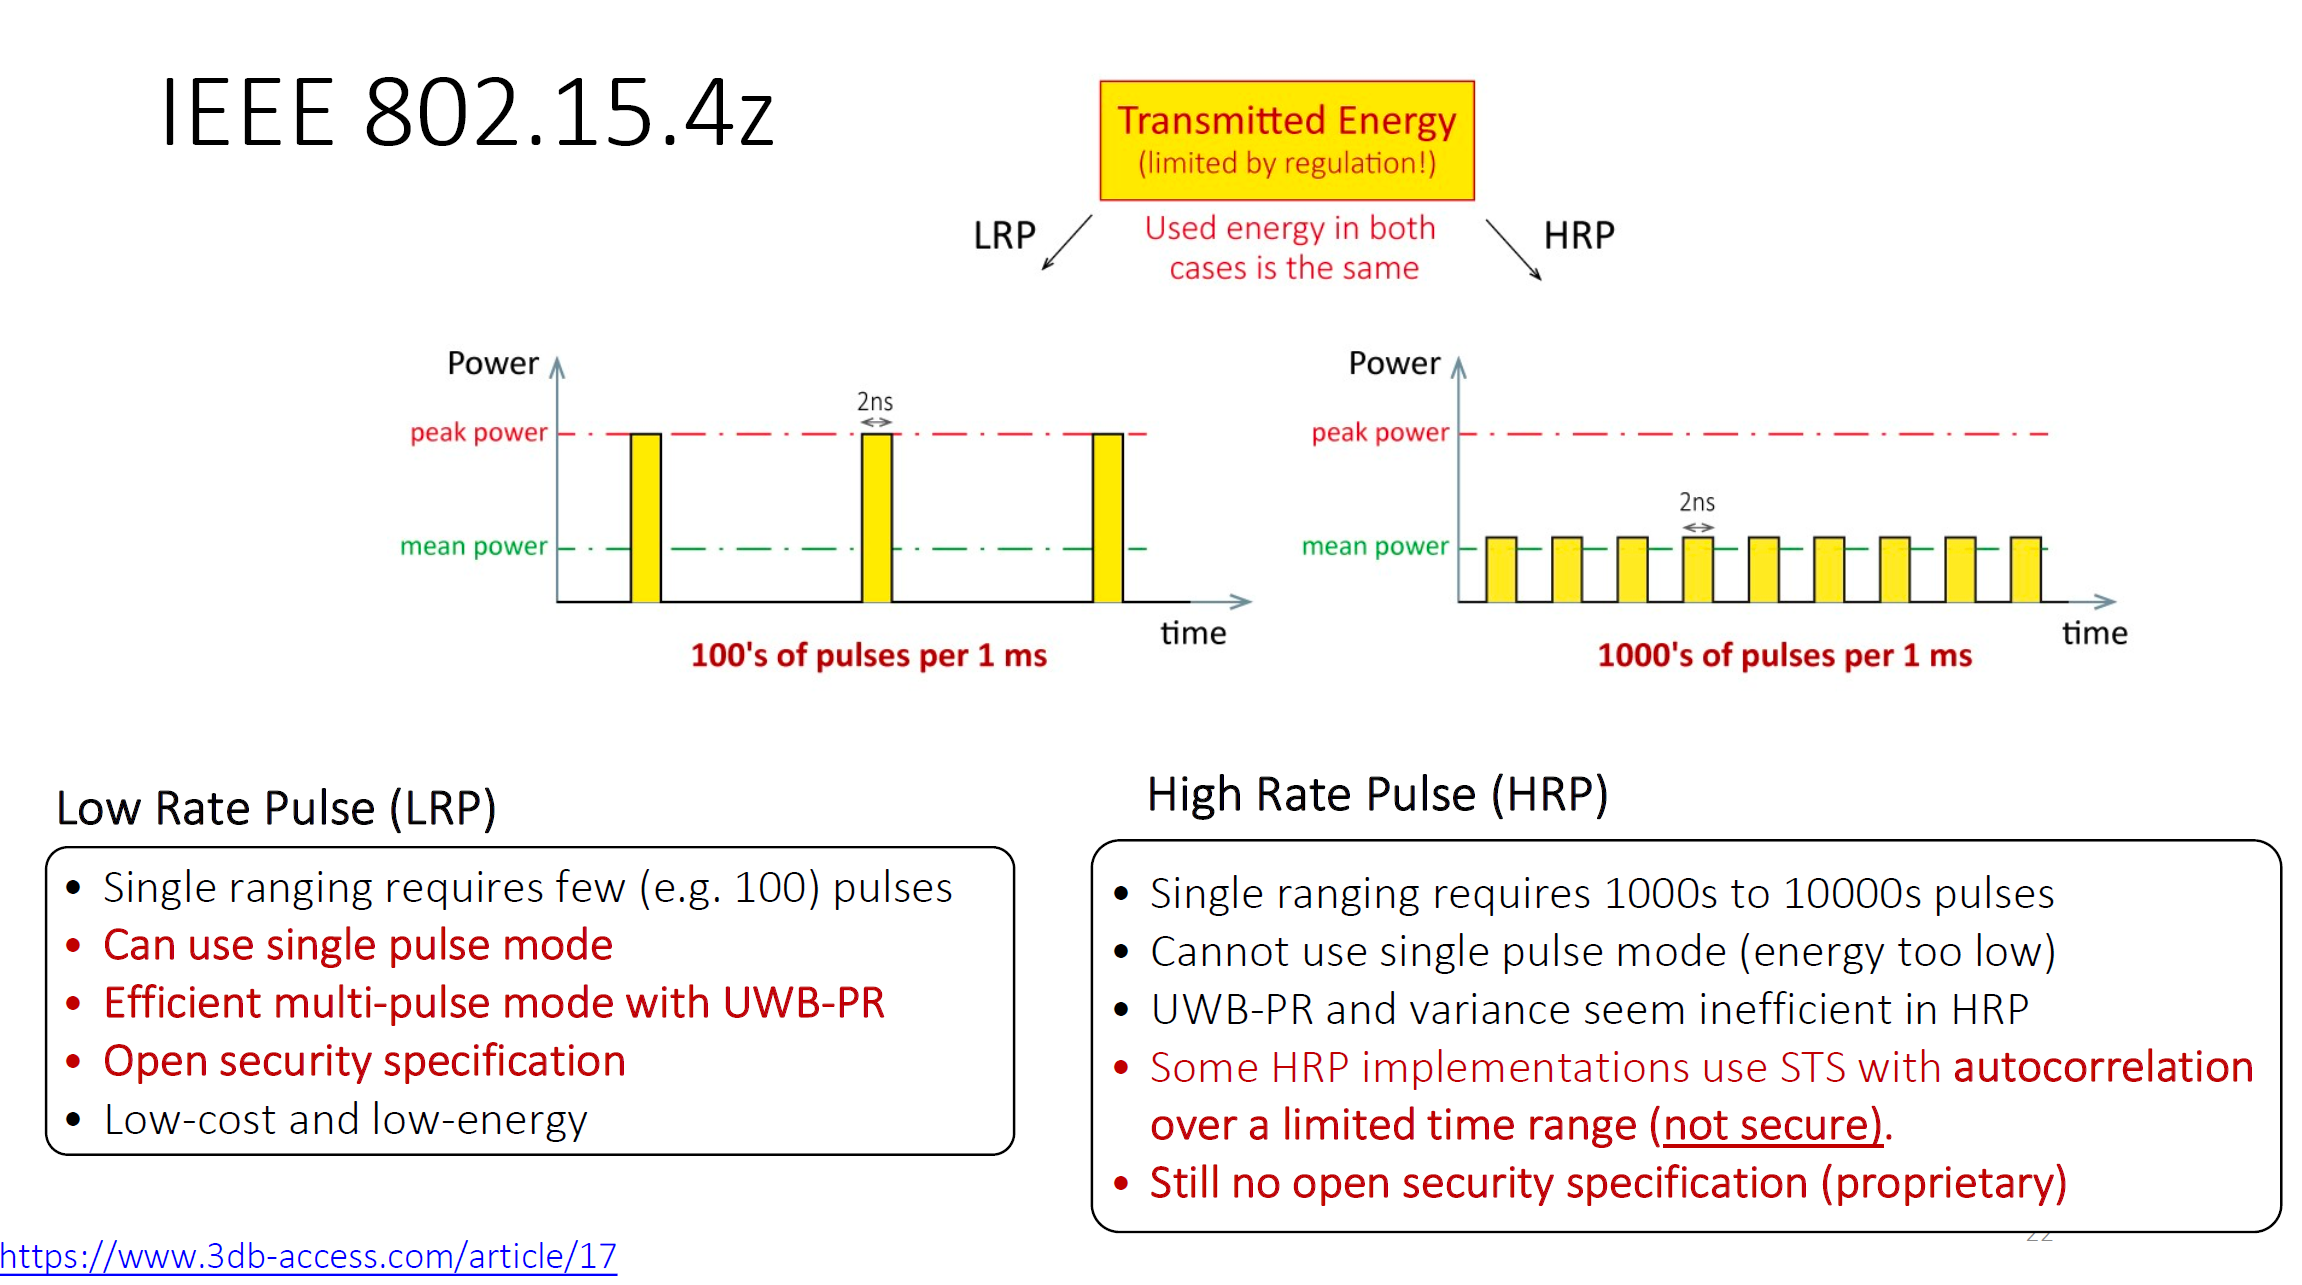 IEEE 802.15.4z
Transmitted Energy
(limited by regulation!)
LRP
Used energy in both
cases is the same
HRP
Power
2ns
peak power
mean power
time
100's of pulses per 1 ms
Power
peak power
2ns
mean power
time
1000's of pulses per 1 ms
Low Rate Pulse (LRP)
• Single ranging requires few (e.g. 100) pulses
• Can use single pulse mode
• Efficient multi-pulse mode with UWB-PR
• Open security specification
• Low-cost and low-energy
High Rate Pulse (HRP)
• Single ranging requires 1000s to 10000s pulses
• Cannot use single pulse mode (energy too low)
• UWB-PR and variance seem inefficient in HRP
• Some HRP implementations use STS with autocorrelation
over a limited time range (not secure).
• Still no open security specification (proprietary)
22
https://www.3db-access.com/article/17